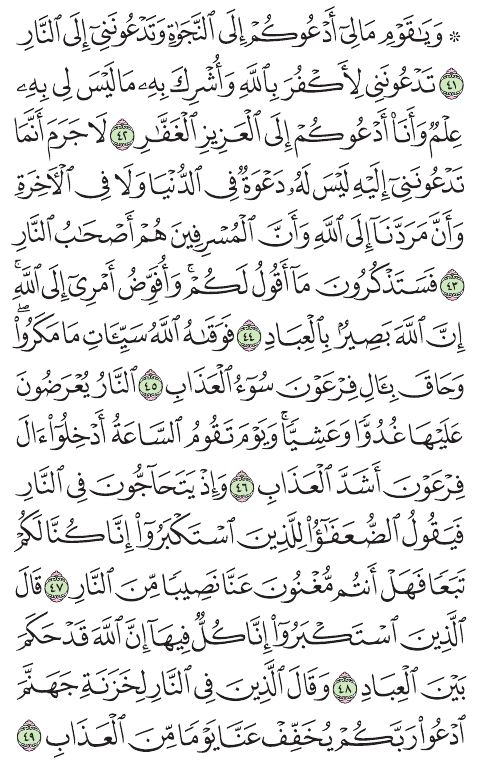 ۞ وَيَٰقَوْمِ مَا لِىٓ أَدْعُوكُمْ إِلَى ٱلنَّجَوٰةِ وَتَدْعُونَنِىٓ إِلَى ٱلنَّارِ
٤١ تَدْعُونَنِى لِأَكْفُرَ بِٱللَّهِ وَأُشْرِكَ بِهِۦ مَا لَيْسَ لِى بِهِۦ
عِلْمٌ وَأَنَا۠ أَدْعُوكُمْ إِلَى ٱلْعَزِيزِ ٱلْغَفَّٰرِ ٤٢ لَا جَرَمَ أَنَّمَا
تَدْعُونَنِىٓ إِلَيْهِ لَيْسَ لَهُۥ دَعْوَةٌ فِى ٱلدُّنْيَا وَلَا فِى ٱلْءَاخِرَةِ
وَأَنَّ مَرَدَّنَآ إِلَى ٱللَّهِ وَأَنَّ ٱلْمُسْرِفِينَ هُمْ أَصْحَٰبُ ٱلنَّارِ
٤٣ فَسَتَذْكُرُونَ مَآ أَقُولُ لَكُمْ ۚ وَأُفَوِّضُ أَمْرِىٓ إِلَى ٱللَّهِ ۚ
إِنَّ ٱللَّهَ بَصِيرٌۢ بِٱلْعِبَادِ ٤٤ فَوَقَىٰهُ ٱللَّهُ سَيِّـَٔاتِ مَا مَكَرُوا۟ ۖ
وَحَاقَ بِـَٔالِ فِرْعَوْنَ سُوٓءُ ٱلْعَذَابِ ٤٥ ٱلنَّارُ يُعْرَضُونَ
عَلَيْهَا غُدُوًّا وَعَشِيًّا ۚ وَيَوْمَ تَقُومُ ٱلسَّاعَةُ أَدْخِلُوٓا۟ ءَالَ
فِرْعَوْنَ أَشَدَّ ٱلْعَذَابِ ٤٦ وَإِذْ يَتَحَآجُّونَ فِى ٱلنَّارِ
فَيَقُولُ ٱلضُّعَفَٰٓؤُا۟ لِلَّذِينَ ٱسْتَكْبَرُوٓا۟ إِنَّا كُنَّا لَكُمْ
تَبَعًا فَهَلْ أَنتُم مُّغْنُونَ عَنَّا نَصِيبًا مِّنَ ٱلنَّارِ ٤٧ قَالَ
ٱلَّذِينَ ٱسْتَكْبَرُوٓا۟ إِنَّا كُلٌّ فِيهَآ إِنَّ ٱللَّهَ قَدْ حَكَمَ
بَيْنَ ٱلْعِبَادِ ٤٨ وَقَالَ ٱلَّذِينَ فِى ٱلنَّارِ لِخَزَنَةِ جَهَنَّمَ
ٱدْعُوا۟ رَبَّكُمْ يُخَفِّفْ عَنَّا يَوْمًا مِّنَ ٱلْعَذَابِ ٤٩